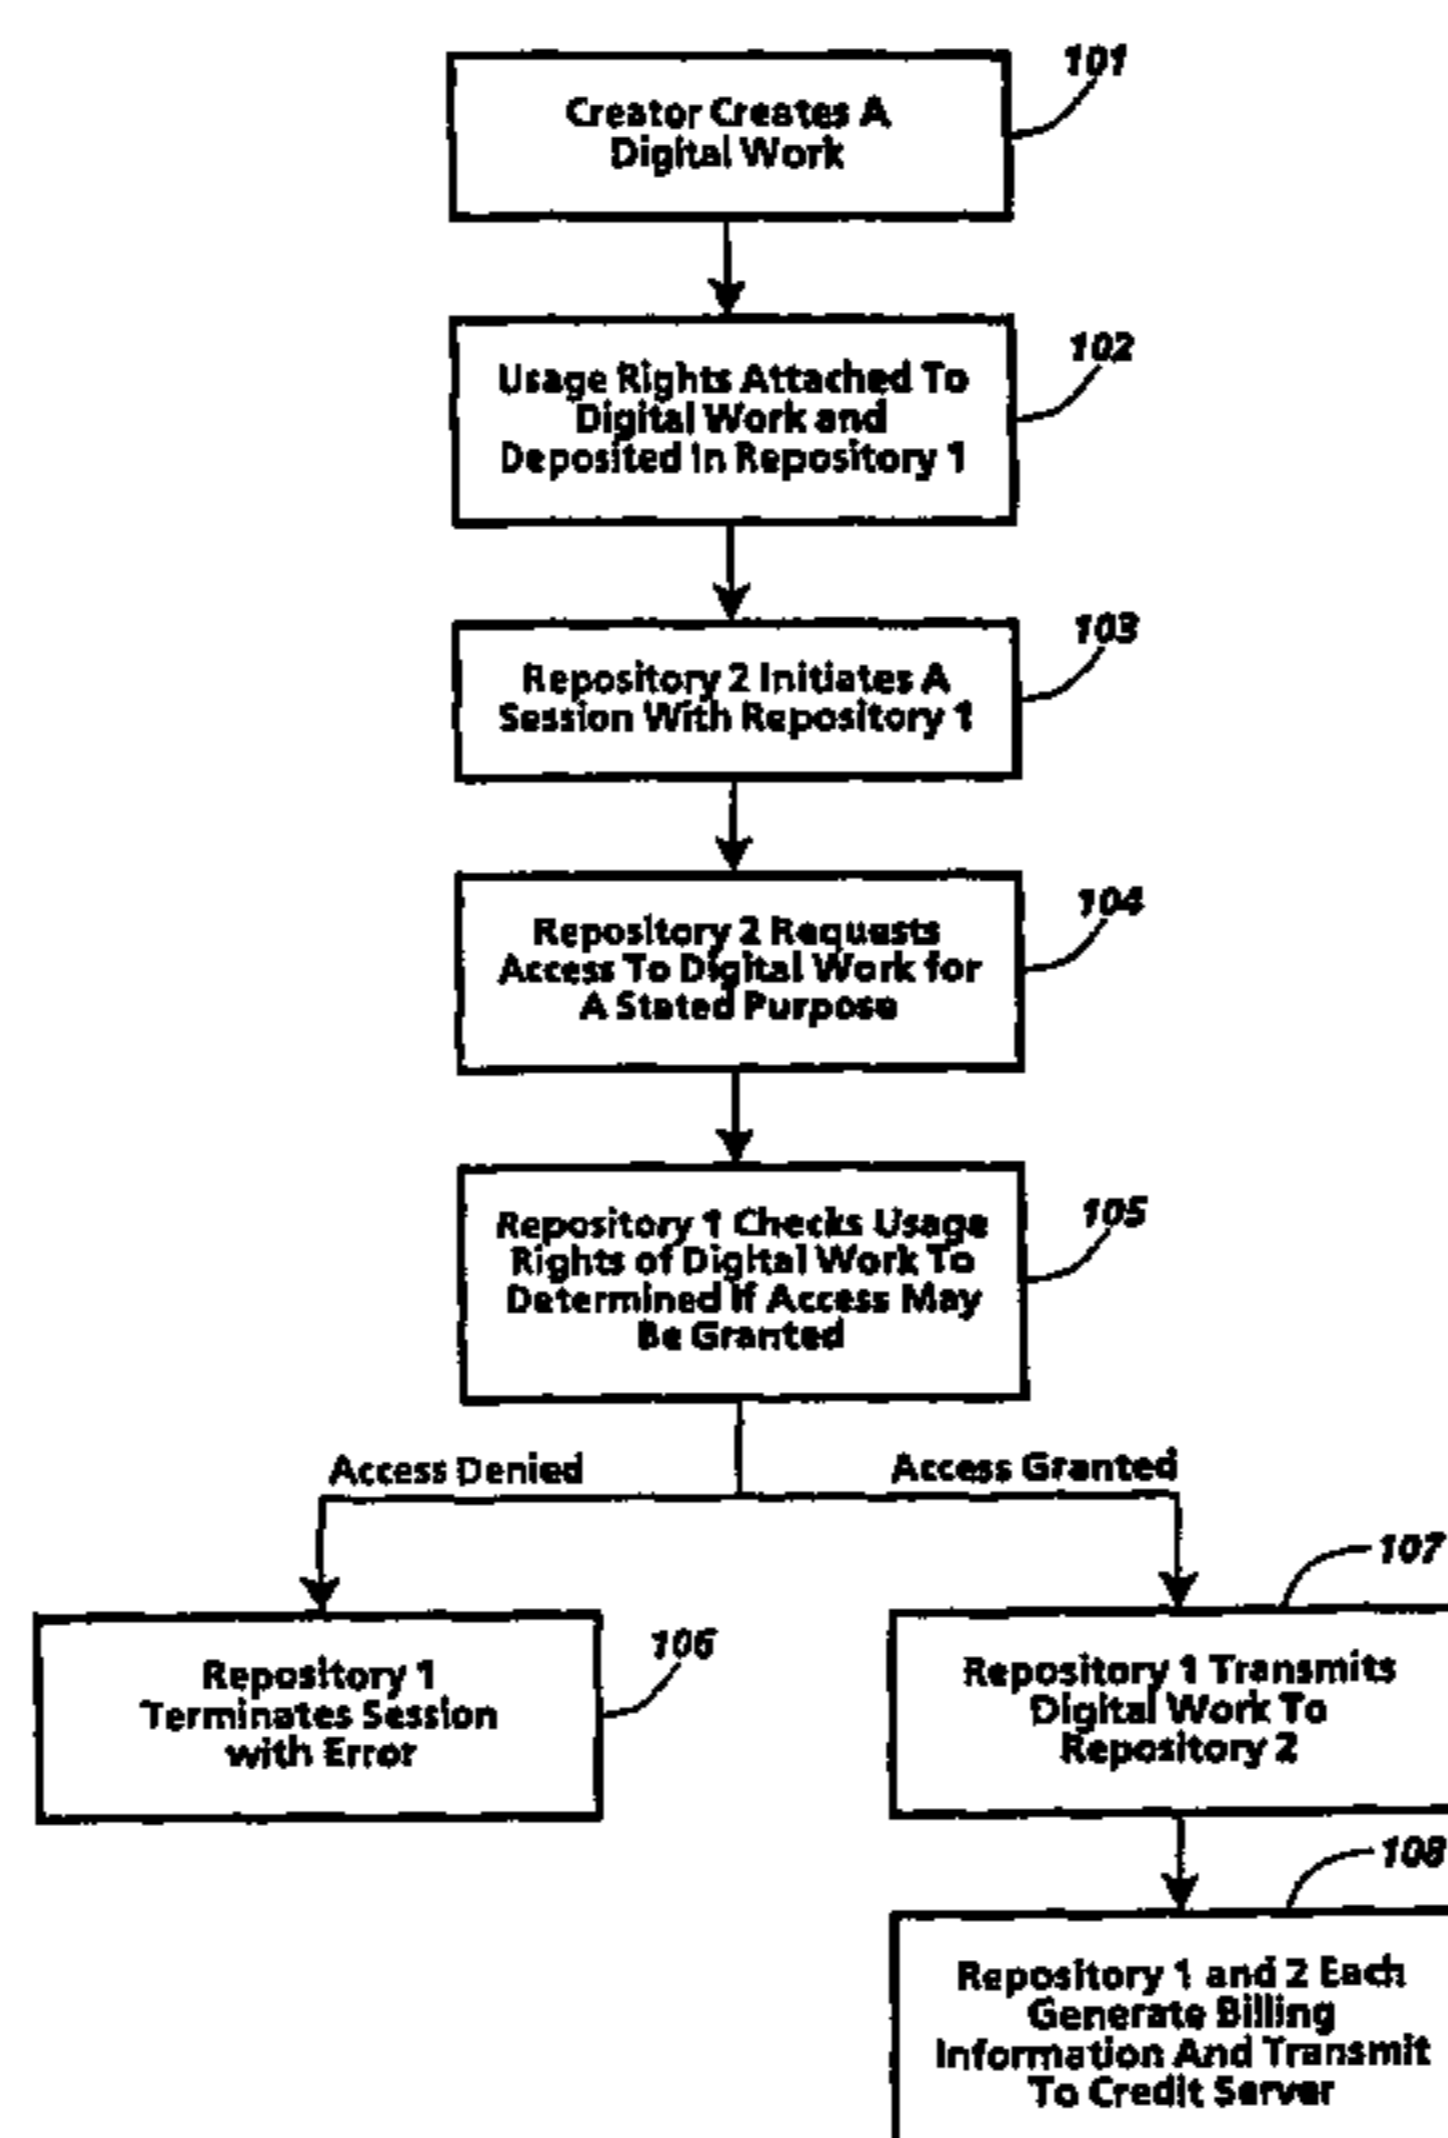 101
Creator Creates A
Digital Work
102
Usage Rights Attached To
Digital Work and
Deposited in Repository 1
103
Repository 2 Initiates A
Session With Repository 1
104
Repository 2 Requests
Access To Digital Work for
A Stated Purpose
105
Repository 1 Checks Usage
Rights of Digital Work To
Determined If Access May
Be Granted
Access Denied
Access Granted
106
Repository 1
Terminates Session
with Error
107
Repository 1 Transmits
Digital Work To
Repository 2
108
Repository 1 and 2 Each
Generate Billing
Information And Transmit
To Credit Server